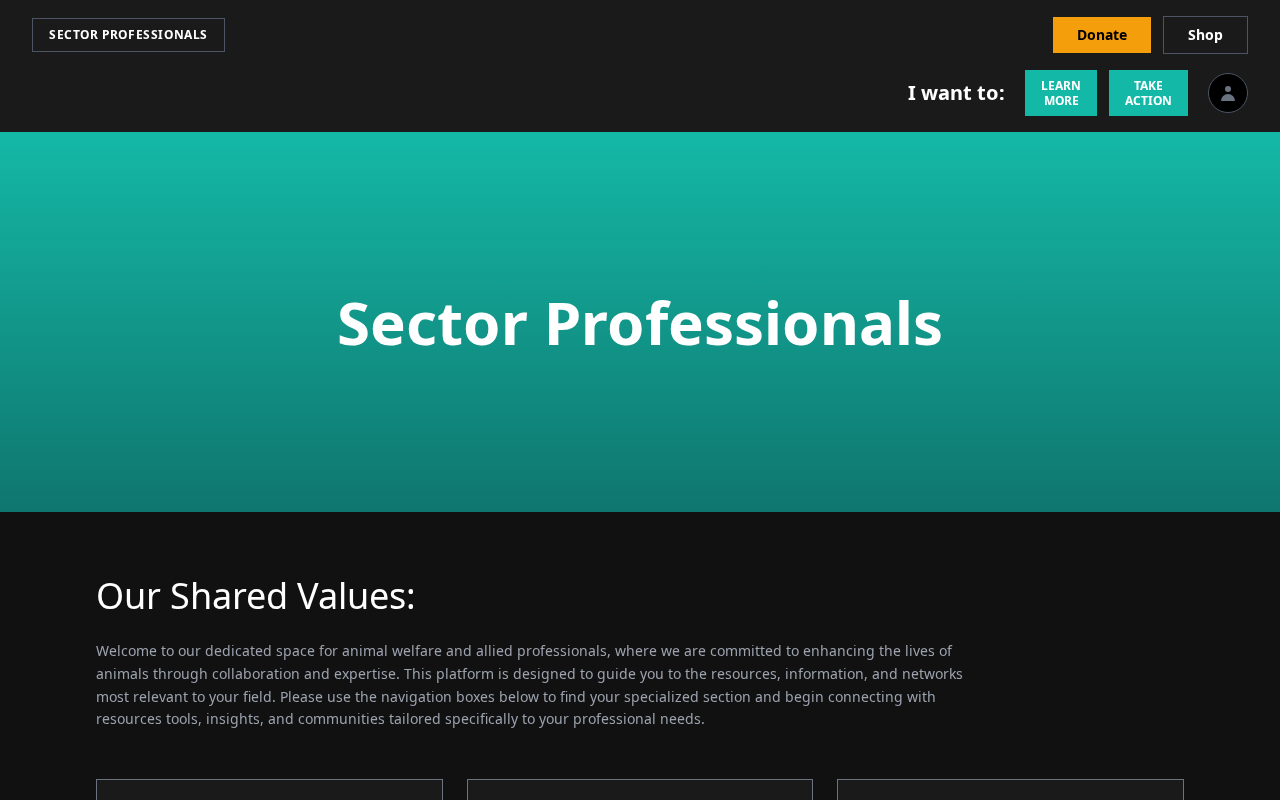 SECTOR PROFESSIONALS
Donate
Shop
I want to:
LEARN
MORE
TAKE
ACTION
Sector Professionals
Our Shared Values:
Welcome to our dedicated space for animal welfare and allied professionals, where we are committed to enhancing the lives of
animals through collaboration and expertise. This platform is designed to guide you to the resources, information, and networks
most relevant to your field. Please use the navigation boxes below to find your specialized section and begin connecting with
resources tools, insights, and communities tailored specifically to your professional needs.